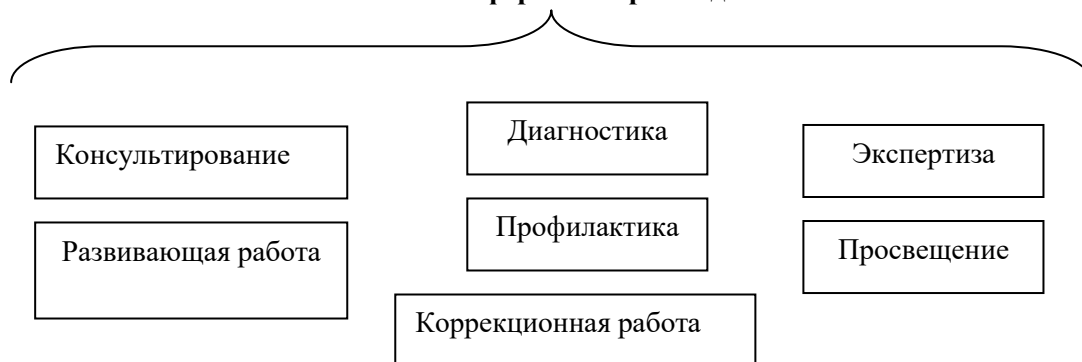 Диагностика
Консультирование
Экспертиза
Профилактика
Развивающая работа
Просвещение
Коррекционная работа